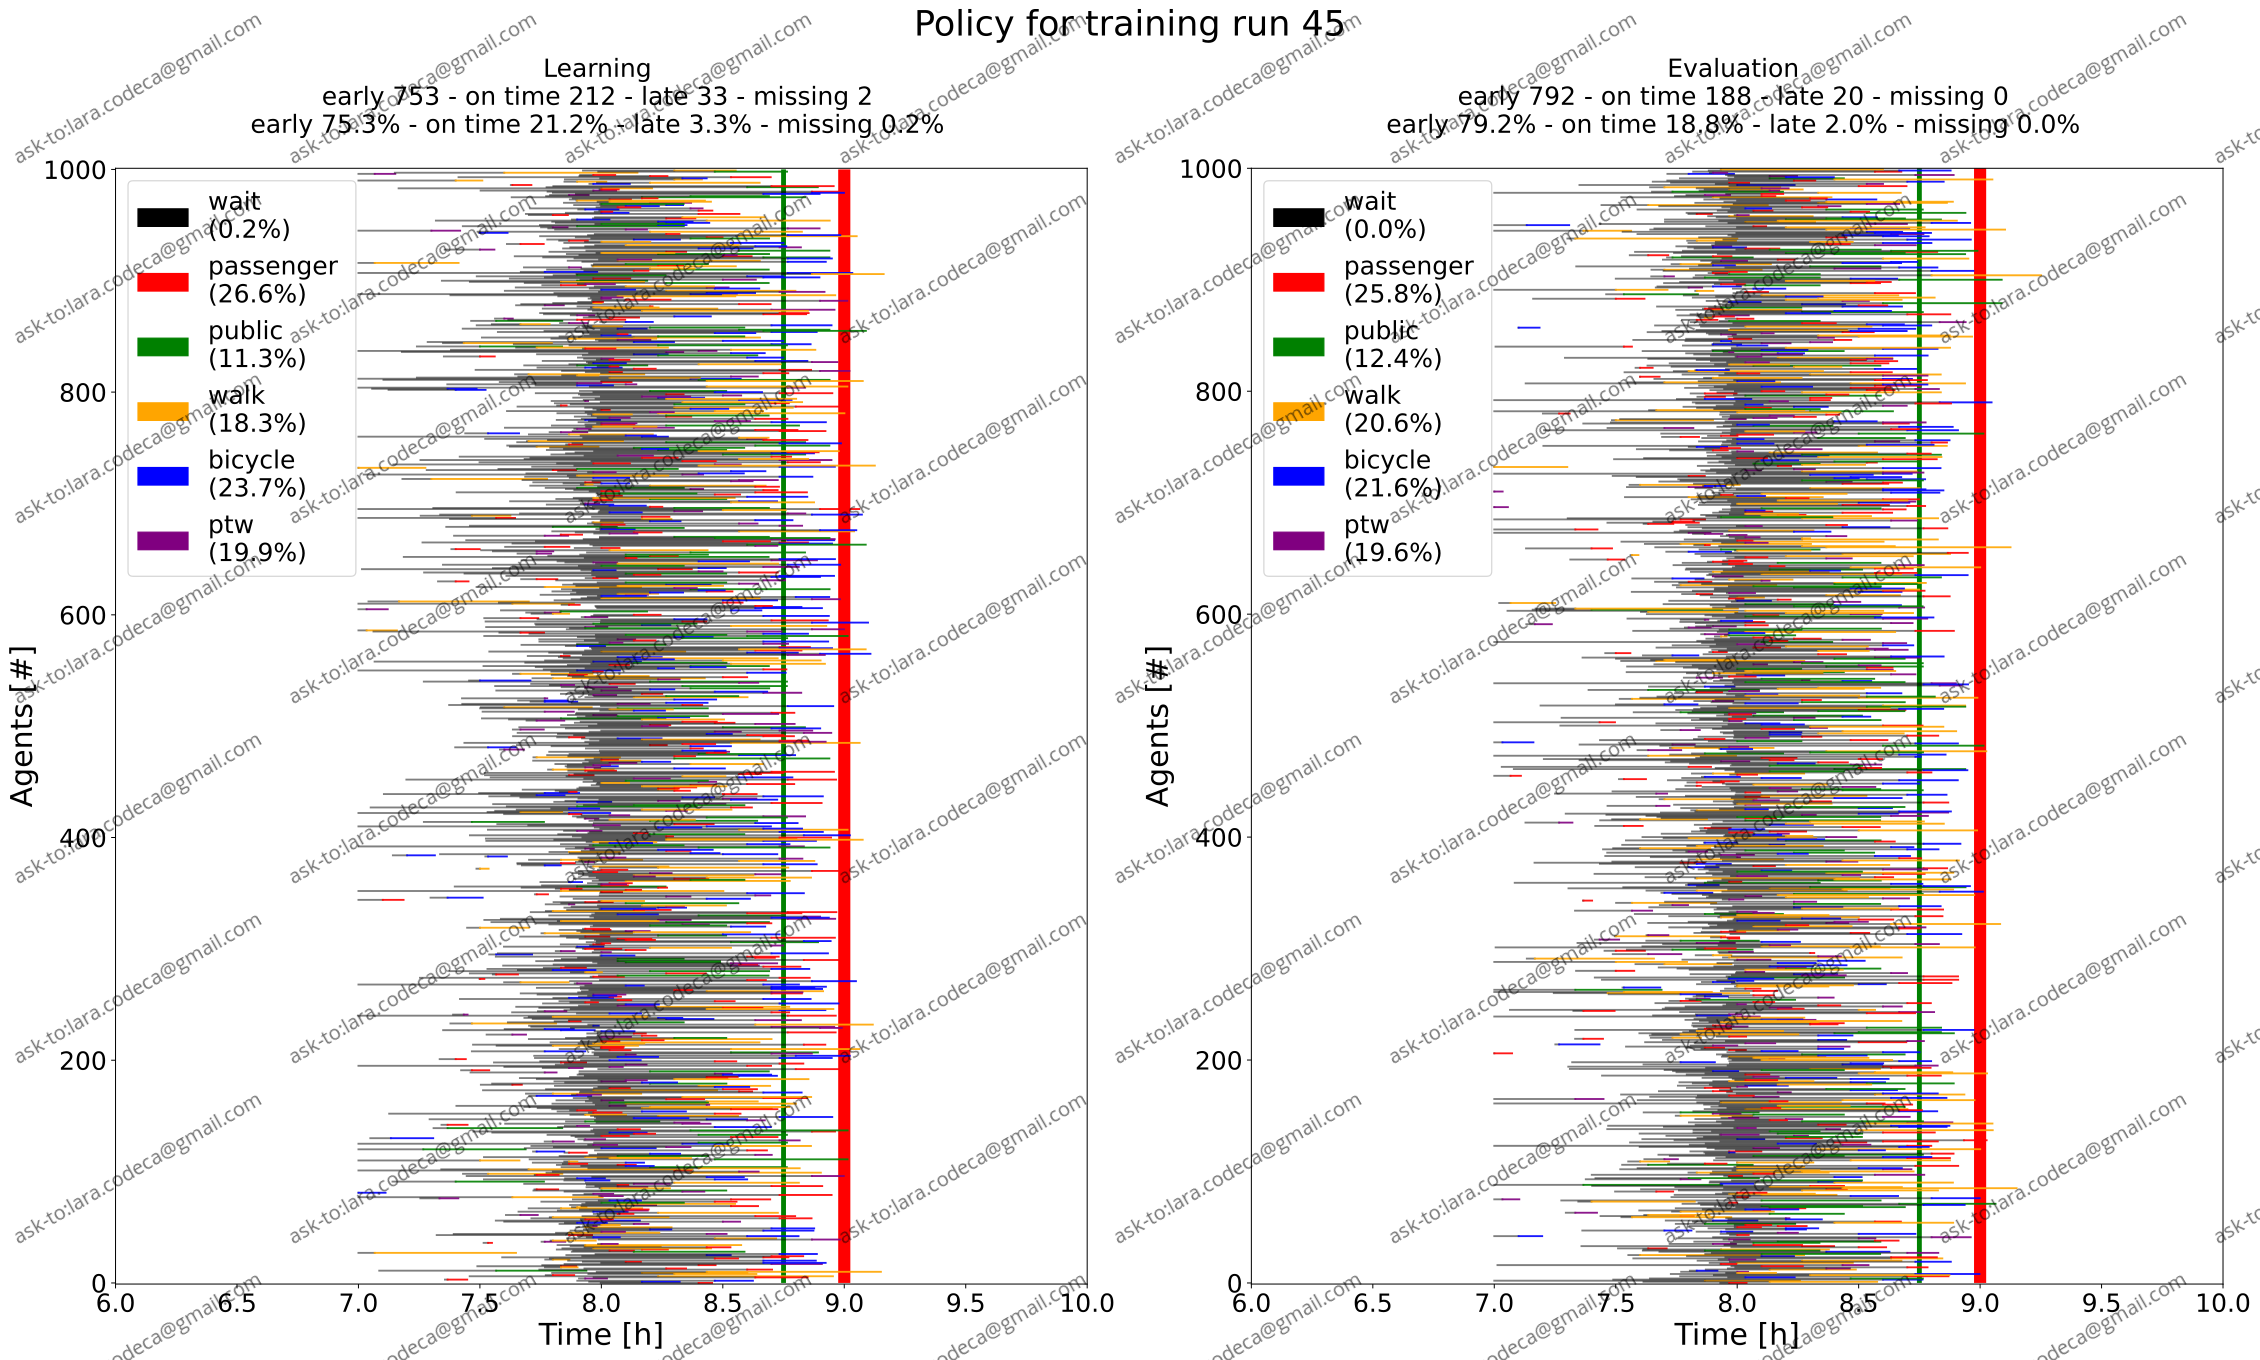 Policy for training run 45
Learning
early 753 - on time 212 - late 33 - missing 2
early 75.3% - on time 21.2% - late 3.3% - missing 0.2%
1000
800
600
400
200
0
Agents [#]
wait
(0.2%)
passenger
(26.6%)
public
(11.3%)
walk
(18.3%)
bicycle
(23.7%)
ptw
(19.9%)
6.0 6.5 7.0 7.5 8.0 8.5 9.0 9.5 10.0
Time [h]
Evaluation
early 792 - on time 188 - late 20 - missing 0
early 79.2% - on time 18.8% - late 2.0% - missing 0.0%
1000
800
600
400
200
0
Agents [#]
wait
(0.0%)
passenger
(25.8%)
public
(12.4%)
walk
(20.6%)
bicycle
(21.6%)
ptw
(19.6%)
6.0 6.5 7.0 7.5 8.0 8.5 9.0 9.5 10.0
Time [h]
ask-to:lara.codeca@gmail.com